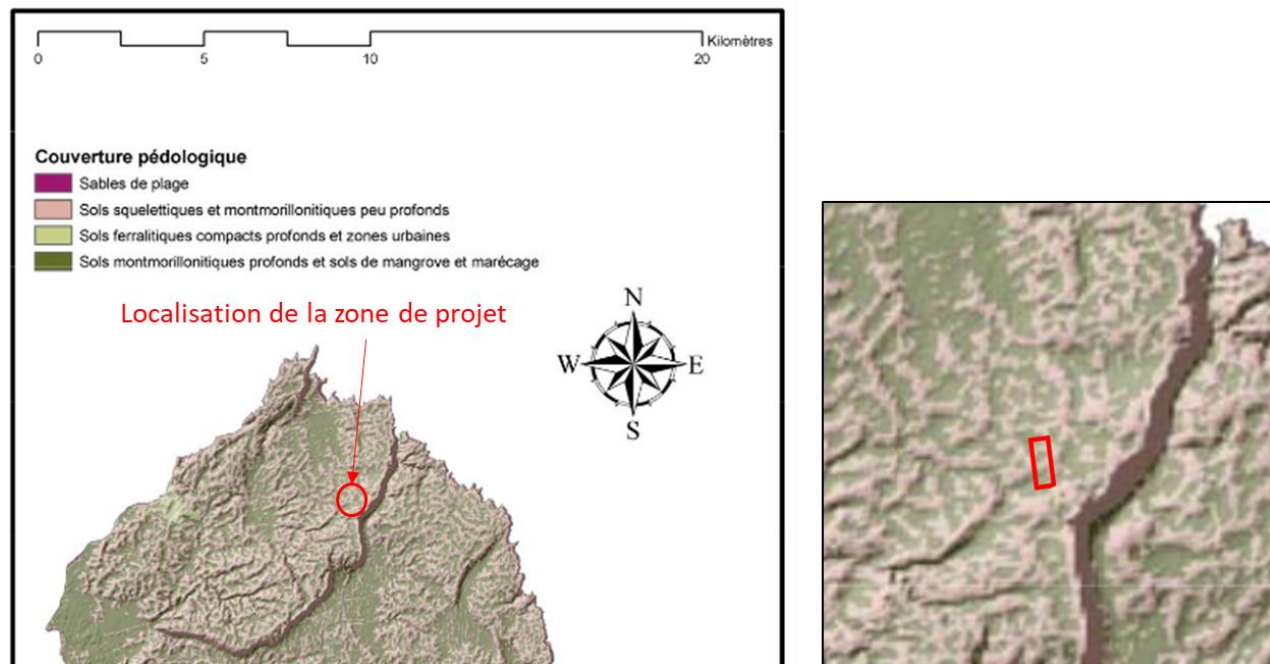 Kilomètres
0 5 10 20
Couverture pédologique
Sables de plage
Sols squelettiques et montmorillonitiques peu profonds
Sols ferralitiques compacts profonds et zones urbaines
Sols montmorillonitiques profonds et sols de mangrove et marécage
Localisation de la zone de projet
N
W E
S